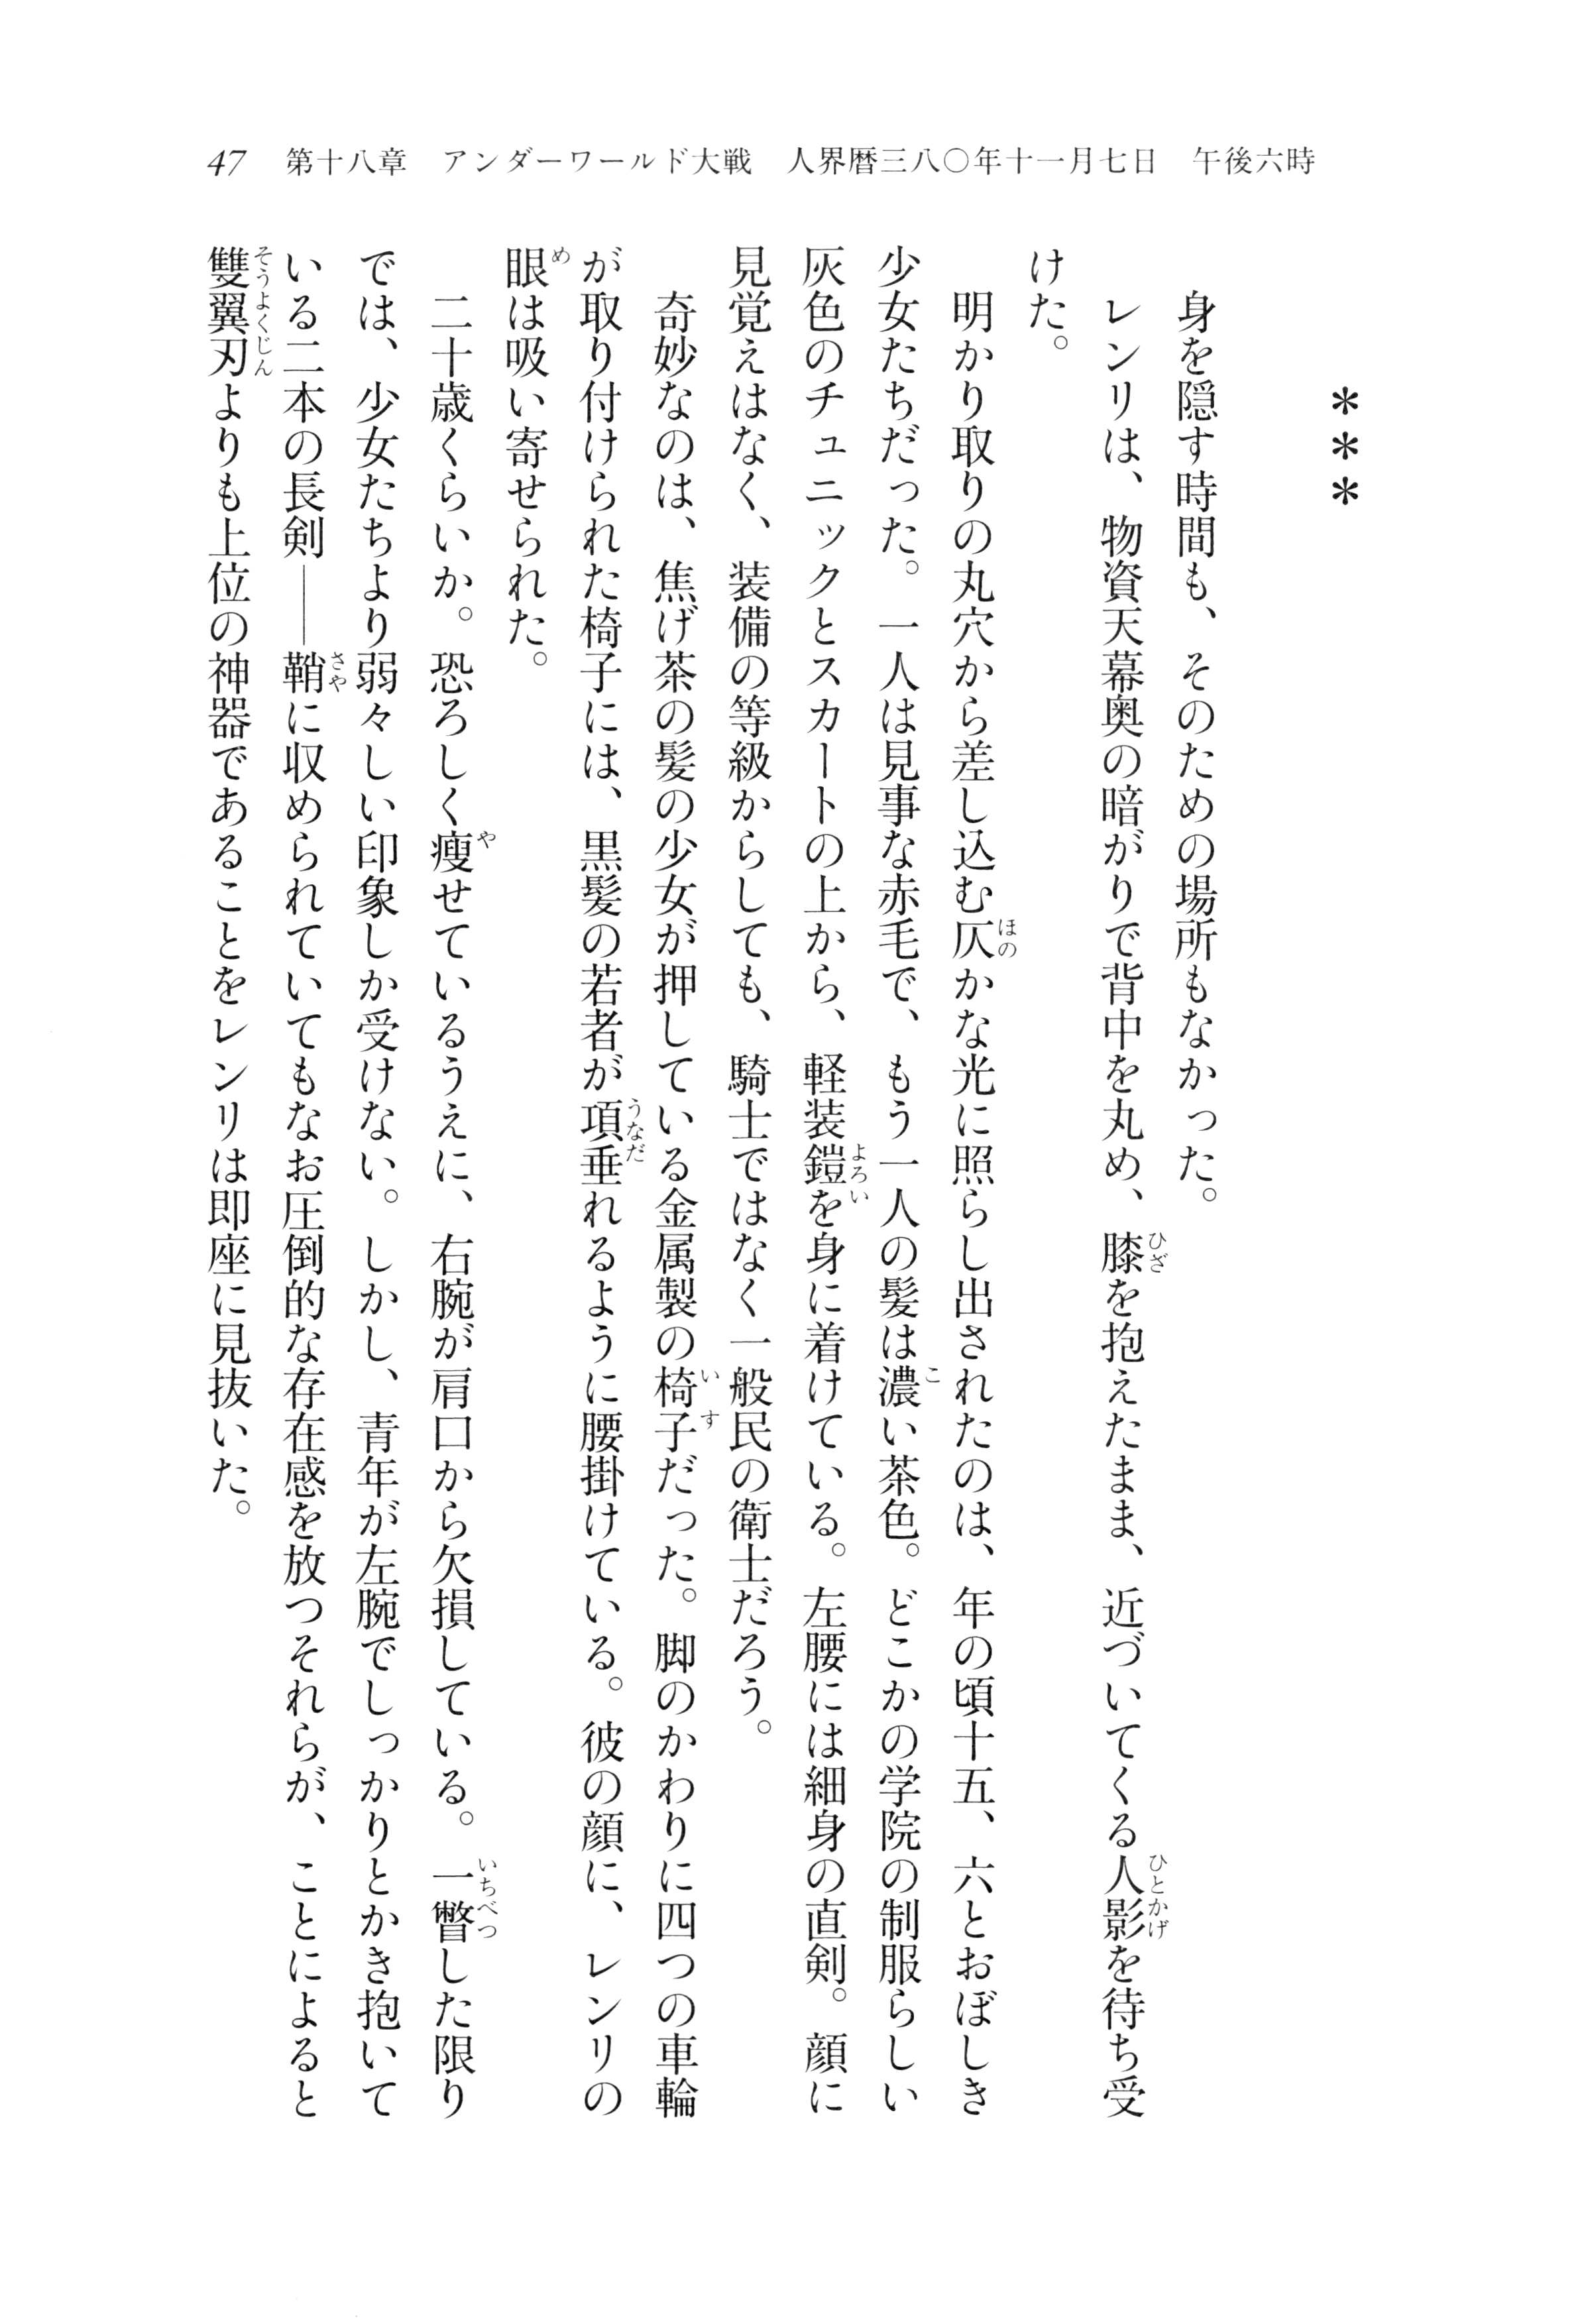 47　第十八章　アンダーワールド大戦　人界暦三八〇年十一月七日　午後六時
＊＊＊
身を隠す時間も、そのための場所もなかった。
レンリは、物資天幕奥の暗がりで背中を丸め、膝を抱えたまま、近づいてくる人影を待ち受
けた。
明かり取りの丸穴から差し込む仄かな光に照らし出されたのは、年の頃十五、六とおぼしき
少女たちだった。一人は見事な赤毛で、もう一人の髪は濃い茶色。どこかの学院の制服らしい
灰色のチュニックとスカートの上から、軽装鎧を身に着けている。左腰には細身の直剣。顔に
見覚えはなく、装備の等級からしても、騎士ではなく一般民の衛士だろう。
奇妙なのは、焦げ茶の髪の少女が押している金属製の椅子だった。脚のかわりに四つの車輪
が取り付けられた椅子には、黒髪の若者が項垂れるように腰掛けている。彼の顔に、レンリの
眼は吸い寄せられた。
二十歳くらいか。恐ろしく瘦せているうえに、右腕が肩口から欠損している。一瞥した限り
では、少女たちより弱々しい印象しか受けない。しかし、青年が左腕でしっかりとかき抱いて
いる二本の長剣――鞘に収められていてもなお圧倒的な存在感を放つそれらが、ことによると
雙翼刃よりも上位の神器であることをレンリは即座に見抜いた。